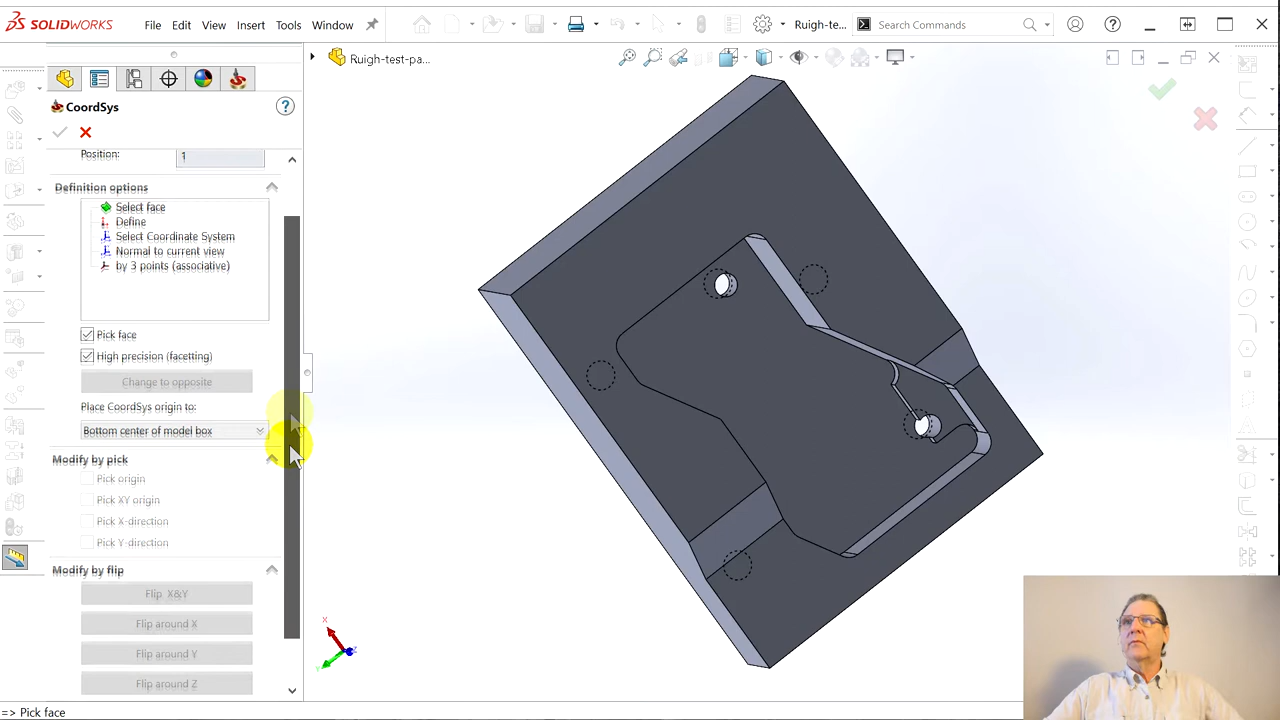 SOLIDWORKS File Edit View Insert Tools Window Ruigh-te... Search Commands
Ruigh-test-pa...
CoordSys
Position: 1
Definition options
Select face
Define
Select Coordinate System
Normal to current view
by 3 points (associative)
Pick face
High precision (facetting)
Change to opposite
Place CoordSys origin to:
Bottom center of model box
Modify by pick
Pick origin
Pick XY origin
Pick X-direction
Pick Y-direction
Modify by flip
Flip X&Y
Flip around X
Flip around Y
Flip around Z
X
Y
Z
=> Pick face